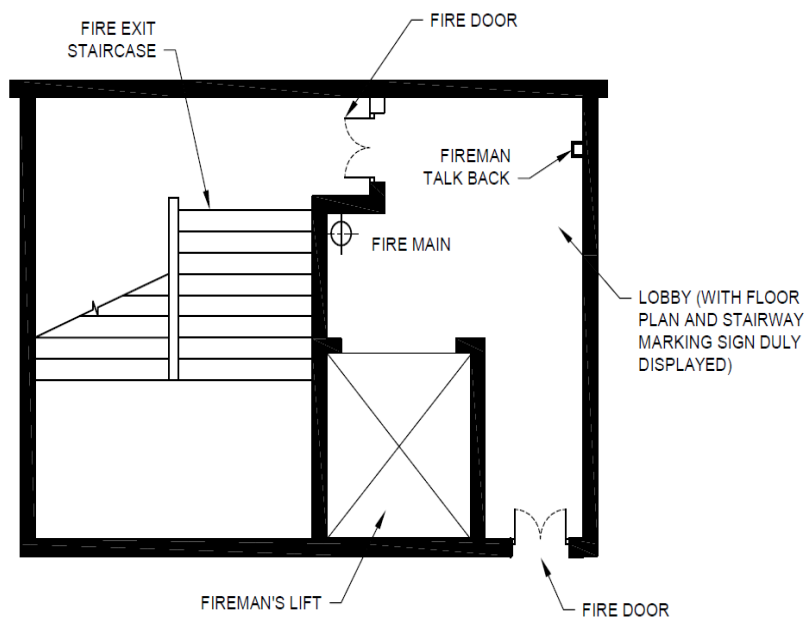 FIRE EXIT
STAIRCASE
FIRE DOOR
FIREMAN
TALK BACK
FIRE MAIN
LOBBY (WITH FLOOR
PLAN AND STAIRWAY
MARKING SIGN DULY
DISPLAYED)
FIREMAN'S LIFT
FIRE DOOR